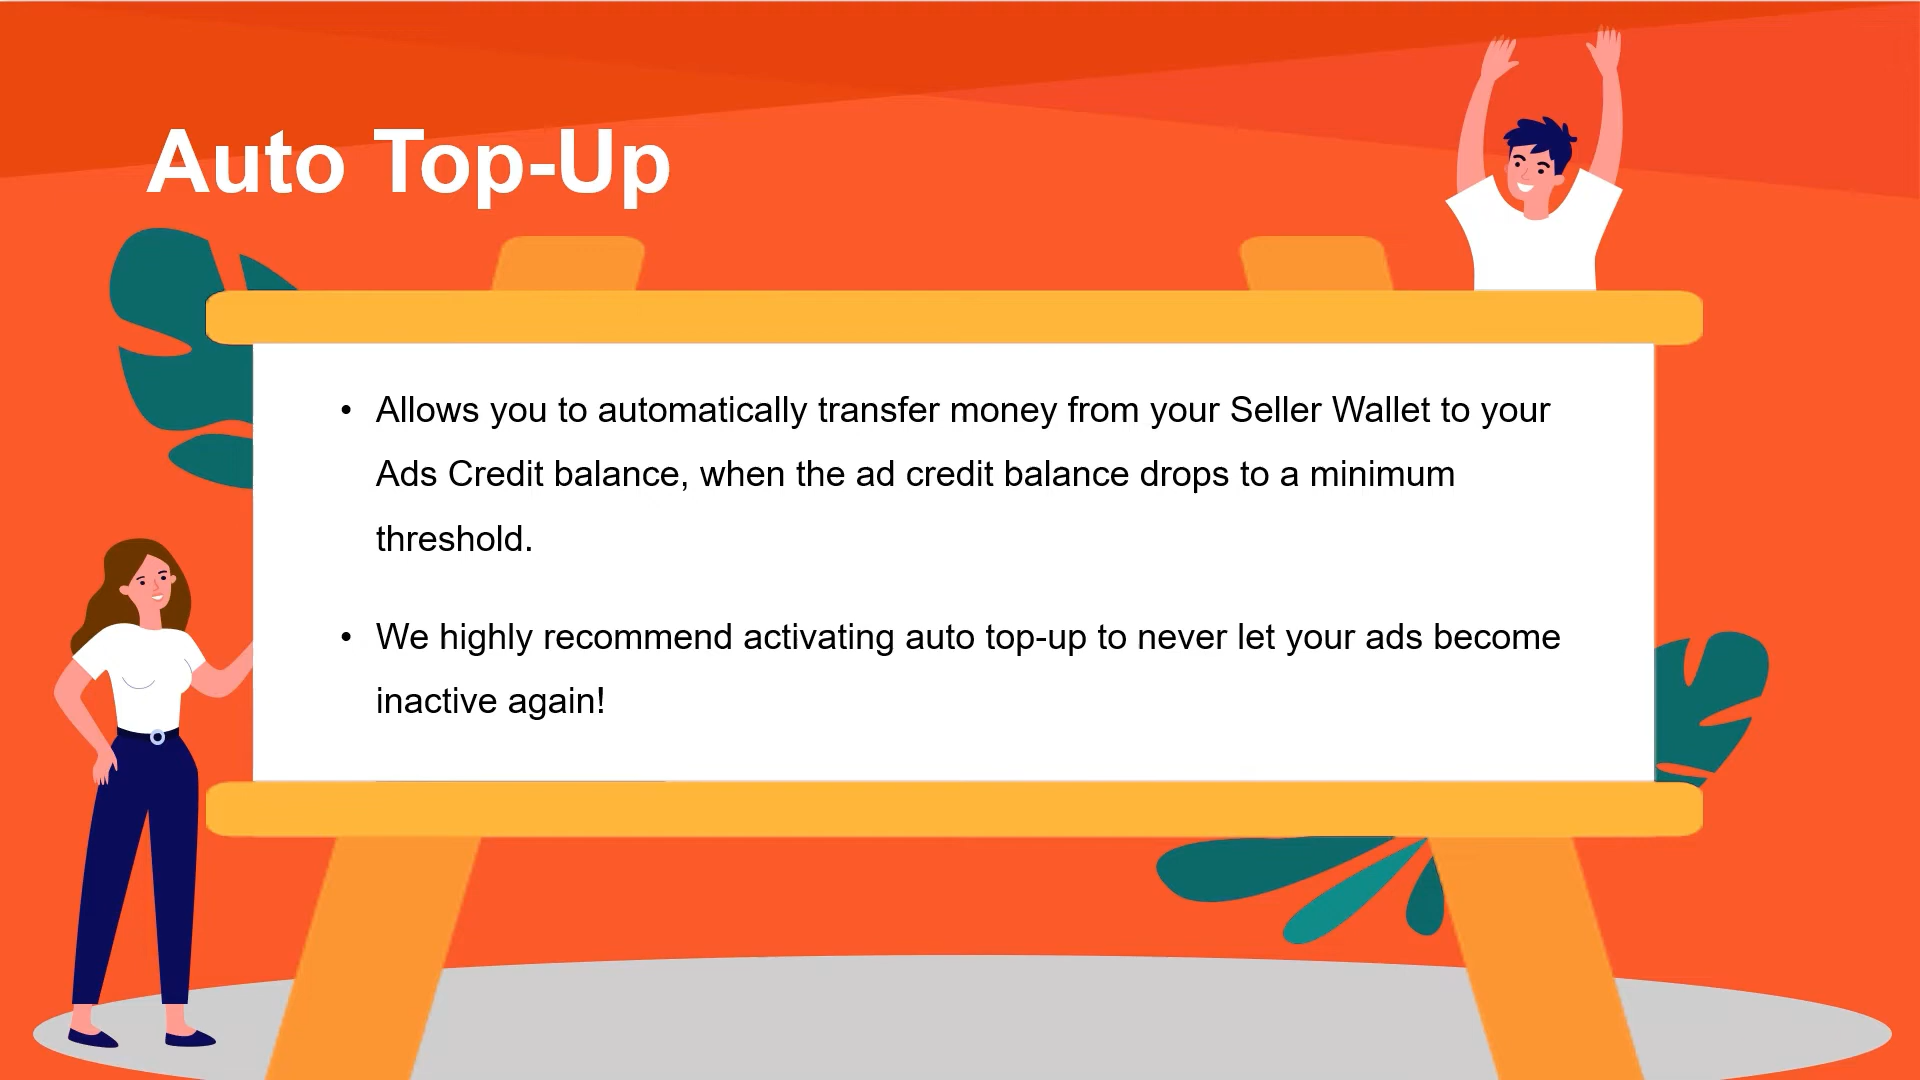 Auto Top-Up
• Allows you to automatically transfer money from your Seller Wallet to your
Ads Credit balance, when the ad credit balance drops to a minimum
threshold.
• We highly recommend activating auto top-up to never let your ads become
inactive again!